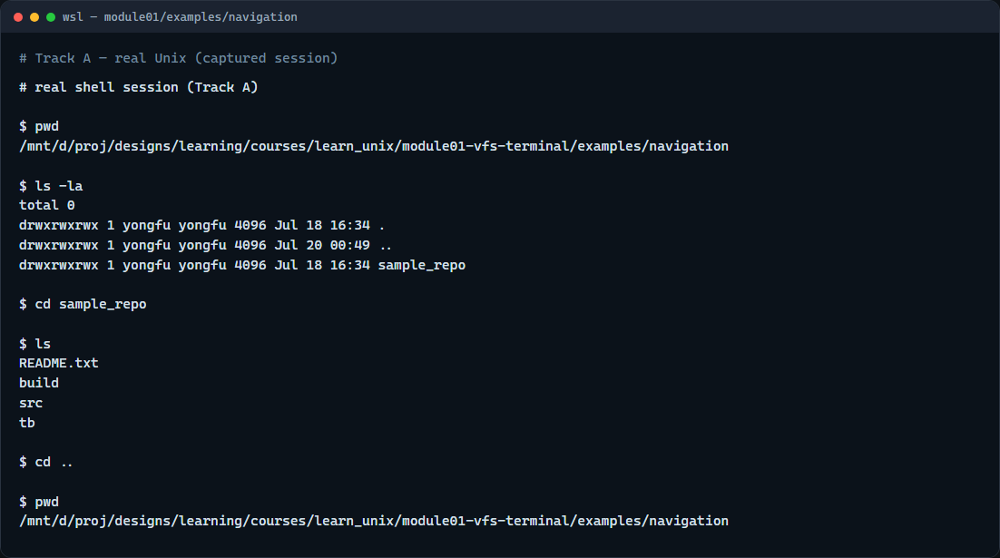 wsl — module01/examples/navigation
# Track A — real Unix (captured session)
# real shell session (Track A)
$ pwd
/mnt/d/proj/designs/learning/courses/learn_unix/module01-vfs-terminal/examples/navigation
$ ls -la
total 0
drwxrwxrwx 1 yongfu yongfu 4096 Jul 18 16:34 .
drwxrwxrwx 1 yongfu yongfu 4096 Jul 20 00:49 ..
drwxrwxrwx 1 yongfu yongfu 4096 Jul 18 16:34 sample_repo
$ cd sample_repo
$ ls
README.txt
build
src
tb
$ cd ..
$ pwd
/mnt/d/proj/designs/learning/courses/learn_unix/module01-vfs-terminal/examples/navigation